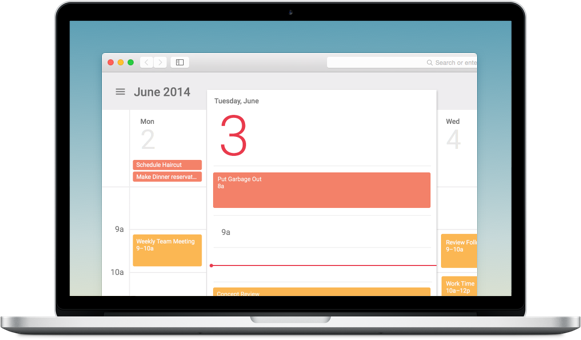 Search or ente
June 2014
Tuesday, June
3
Mon
2
Schedule Haircut
Make Dinner reservat...
Put Garbage Out
8a
Wed
4
9a
9a
Weekly Team Meeting
9–10a
Review Foll
9–10a
10a
Work Time
10a–12p
Concept Review